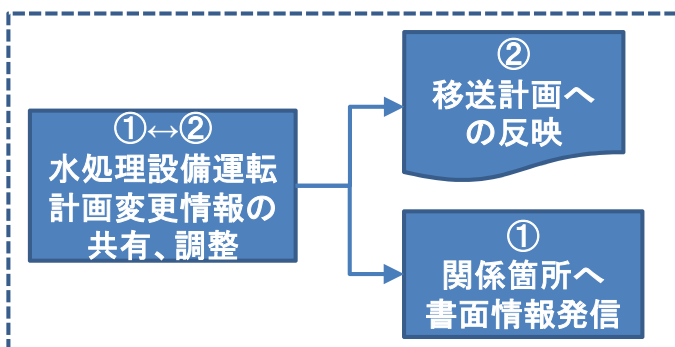 ①↔②
水処理設備運転
計画変更情報の
共有、調整
②
移送計画へ
の反映
①
関係箇所へ
書面情報発信